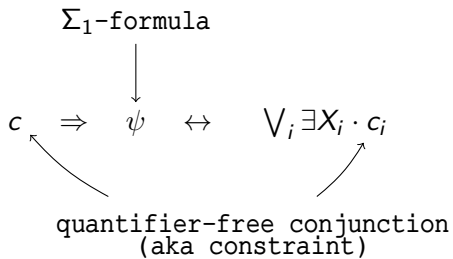 Σ₁-formula
c ⇒ ψ ↔ ⋁ᵢ ∃Xᵢ · cᵢ
quantifier-free conjunction
(aka constraint)